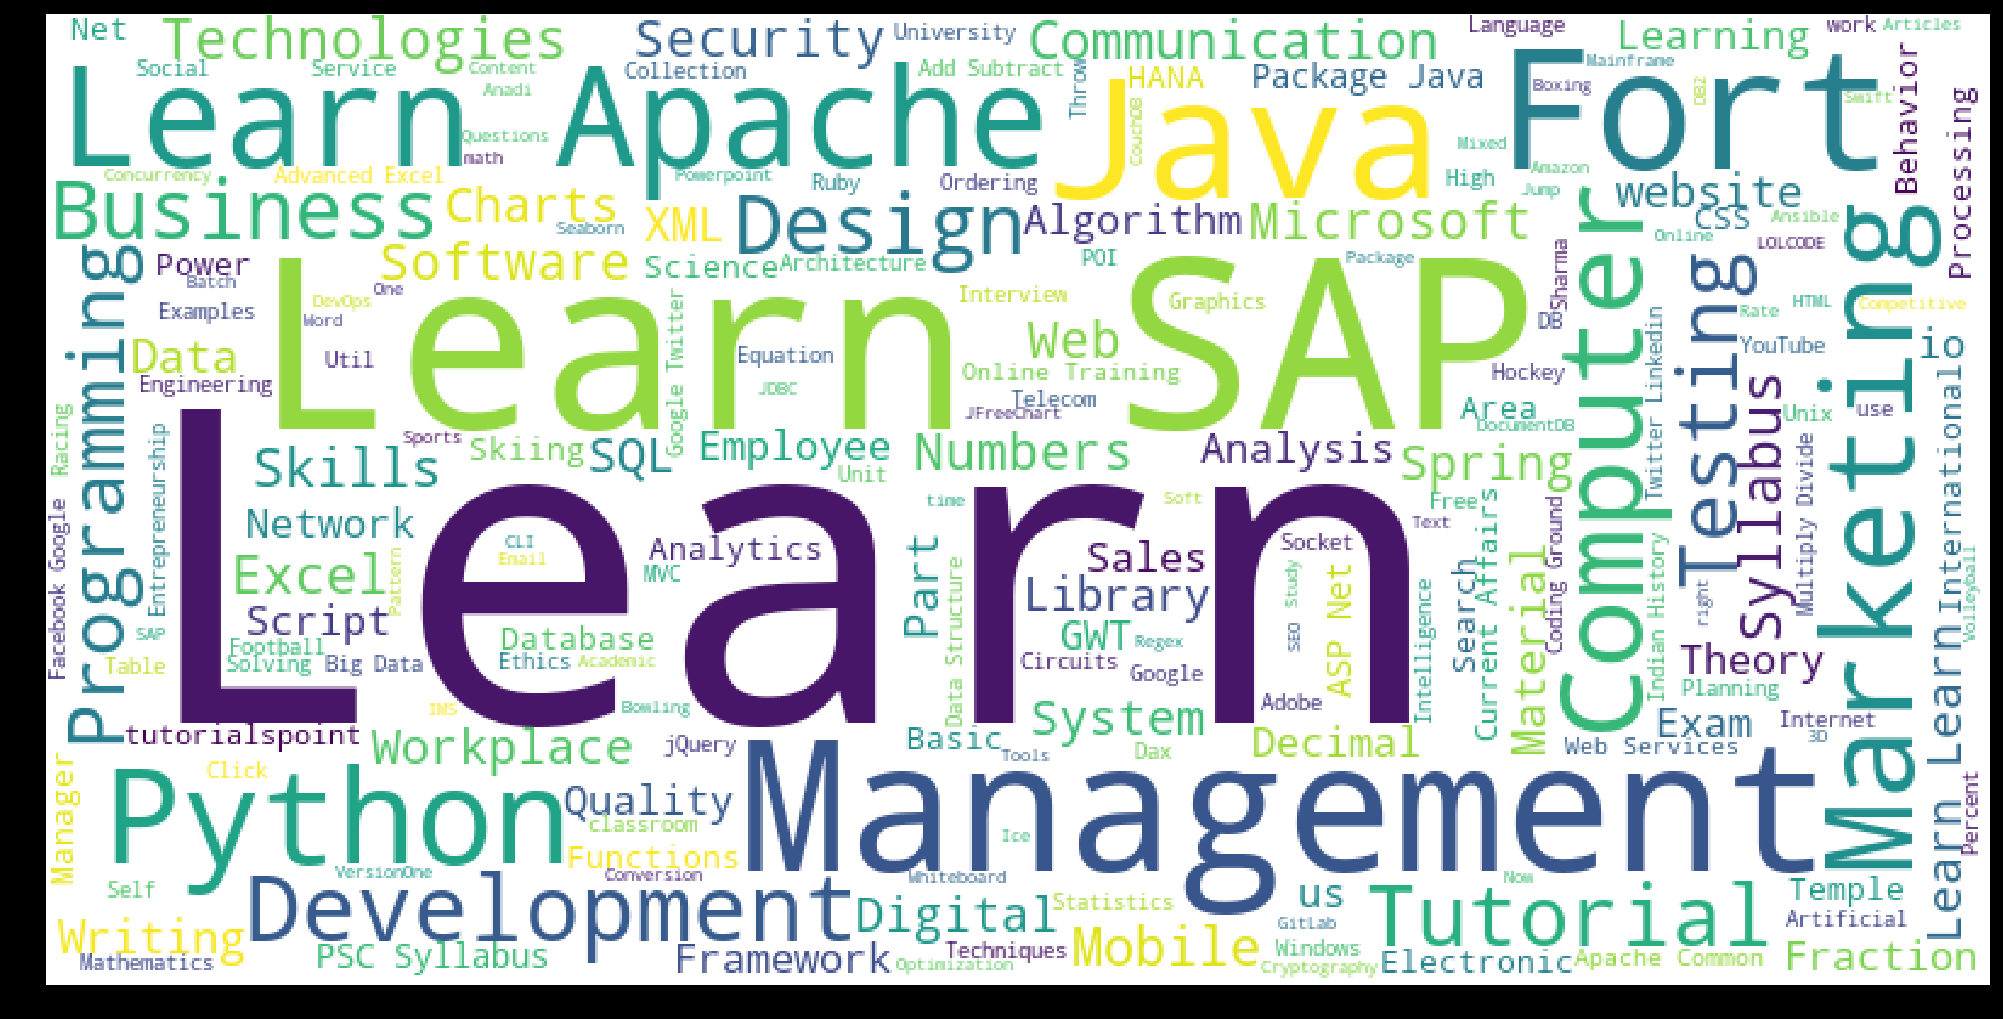 Net
Technologies
Security
University
Communication
Language
Learning
work
Articles
Social
Service
Content
Collection
Add Subtract
Throw
HANA
Package Java
Fort
Mainframe
Boxing
DB2
Swift
Behavior
Learn Apache
Anadi
Questions
math
CouchDB
Java
Mixed
Amazon
Jump
High
Processing
Concurrency
Advanced Excel
Powerpoint
Ruby
Ordering
Business
Charts
Seaborn
XML
Design
Algorithm
Microsoft
website
CSS
Ansible
Online
LOLCODE
Programming
Power
Batch
Software
Science
Architecture
POI
Package
Sharma
Computer
Testing
Marketing
Examples
DevOps
One
Word
Learn SAP
Google Twitter
Interview
Graphics
DB
Twitter Linkedin
Rate
HTML
Competitive
Data
Util
Equation
Web
YouTube
io
Engineering
JDBC
Online Training
Telecom
JFreeChart
Hockey
Area
DocumentDB
Syllabus
Unix
use
Racing
Entrepreneurship
Sports
Skiing
SQL
Employee
Unit
Numbers
Analysis
Spring
Multiply Divide
Learn International
Skills
Learn
time
Soft
Free
Text
Current Affairs
Coding Ground
Facebook Google
Network
CLI
Email
Analytics
MVC
Part
Sales
Socket
Search
Material
Indian History
right
Volleyball
Excel
Pattern
Script
Library
Study
SEO
ASP Net
Intelligence
SAP
Football
Solving
Big Data
Database
Ethics
Academic
Data Structure
GWT
Regex
Circuits
Google
Theory
Planning
Table
IMS
Bowling
Adobe
tutorialspoint
Workplace
jQuery
Basic
System
Tools
Dax
Decimal
Exam
Web Services
Internet
3D
Manager
Click
Python
Quality
classroom
Functions
Management
Ice
Percent
Learn Learn
Self
VersionOne
Conversion
Whiteboard
Now
Temple
Artificial
Writing
Mathematics
Development
PSC Syllabus
Framework
Digital
Statistics
Techniques
Optimization
us
GitLab
Mobile
Windows
Cryptography
Tutorial
Electronic
Apache Common
Fraction